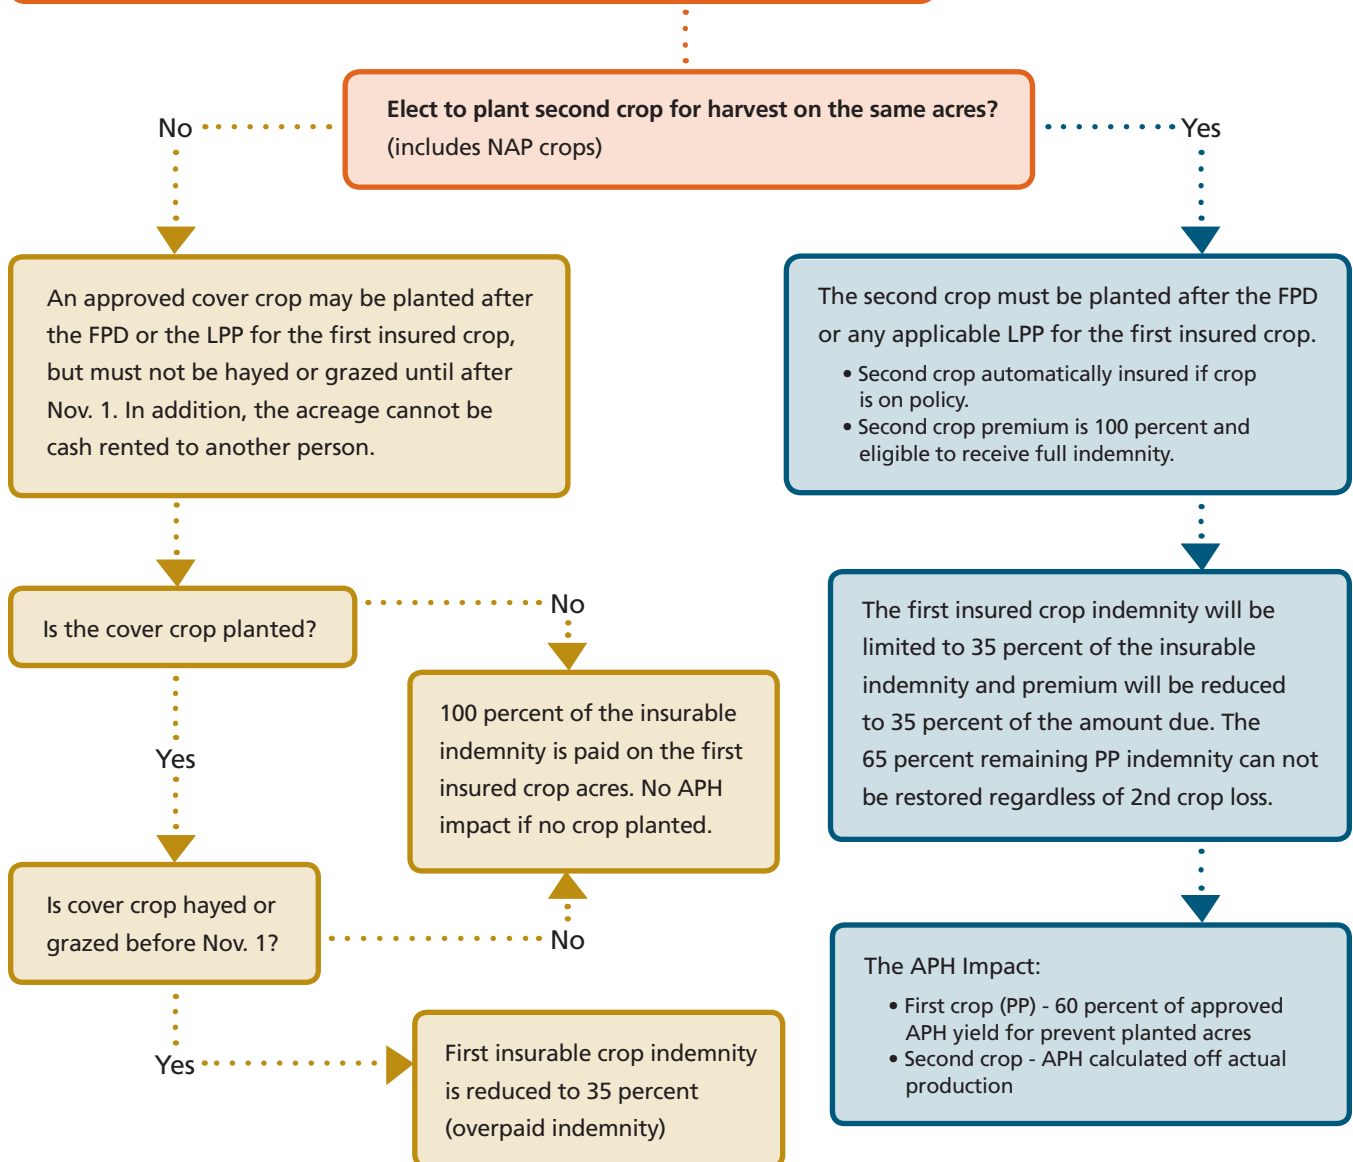 Elect to plant second crop for harvest on the same acres?
(includes NAP crops)
No
Yes
An approved cover crop may be planted after
the FPD or the LPP for the first insured crop,
but must not be hayed or grazed until after
Nov. 1. In addition, the acreage cannot be
cash rented to another person.
The second crop must be planted after the FPD
or any applicable LPP for the first insured crop.
• Second crop automatically insured if crop
is on policy.
• Second crop premium is 100 percent and
eligible to receive full indemnity.
Is the cover crop planted?
No
100 percent of the insurable
indemnity is paid on the first
insured crop acres. No APH
impact if no crop planted.
Yes
Is cover crop hayed or
grazed before Nov. 1?
No
Yes
First insurable crop indemnity
is reduced to 35 percent
(overpaid indemnity)
The first insured crop indemnity will be
limited to 35 percent of the insurable
indemnity and premium will be reduced
to 35 percent of the amount due. The
65 percent remaining PP indemnity can not
be restored regardless of 2nd crop loss.
The APH Impact:
• First crop (PP) - 60 percent of approved
APH yield for prevent planted acres
• Second crop - APH calculated off actual
production